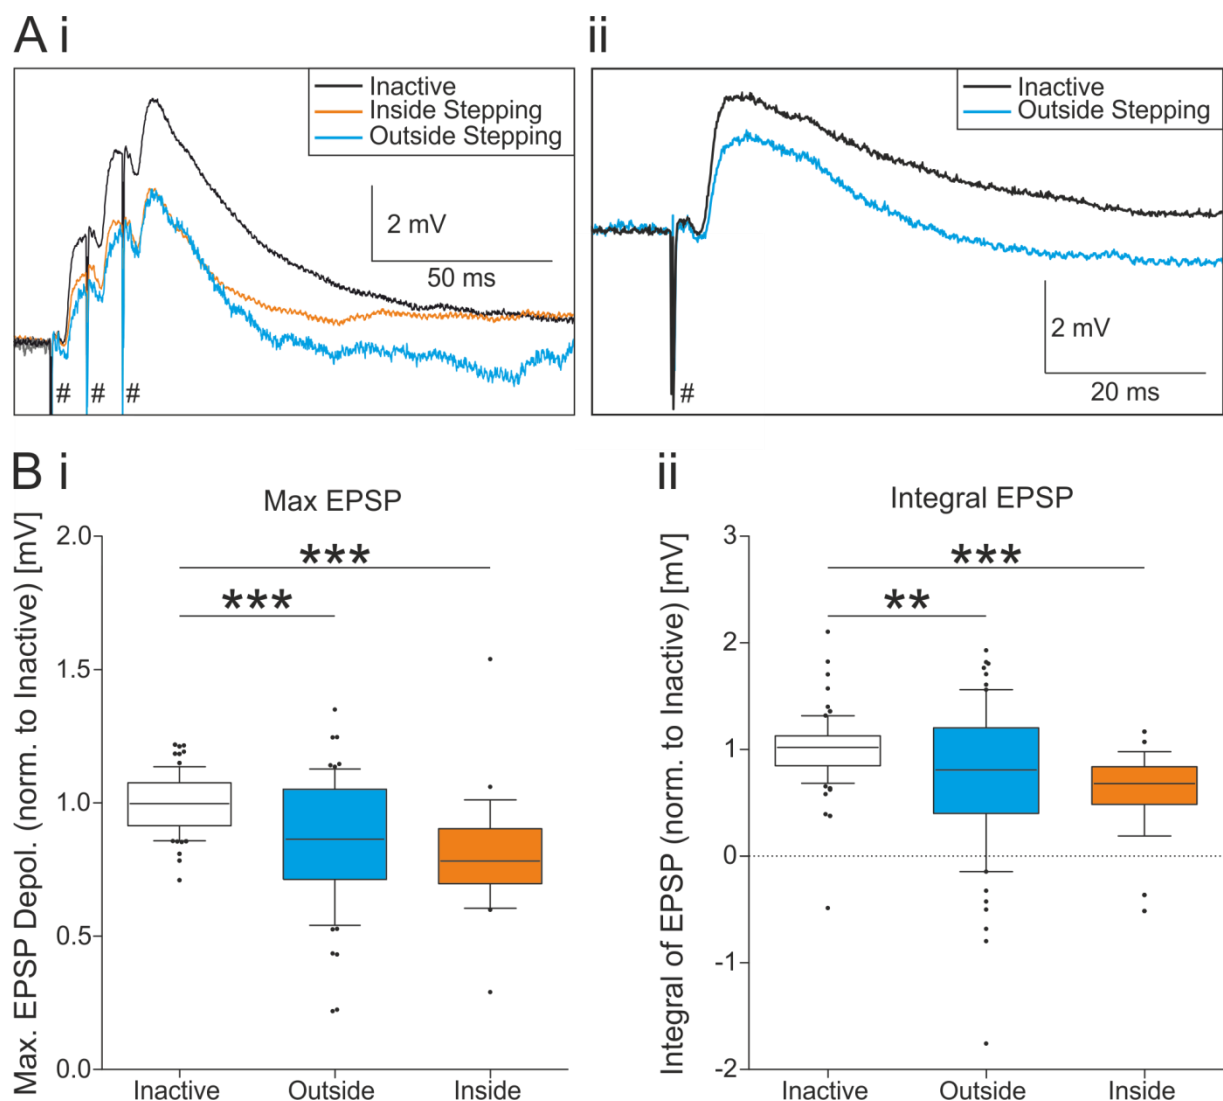 A i
Inactive
Inside Stepping
Outside Stepping
2 mV
50 ms
# # #
ii
Inactive
Outside Stepping
2 mV
20 ms
#
B i
Max EPSP
Max. EPSP Depol. (norm. to Inactive) [mV]
2.0
1.5
1.0
0.5
0.0
***
***
Inactive Outside Inside
ii
Integral EPSP
Integral of EPSP (norm. to Inactive) [mV]
3
2
1
0
-1
-2
***
**
Inactive Outside Inside